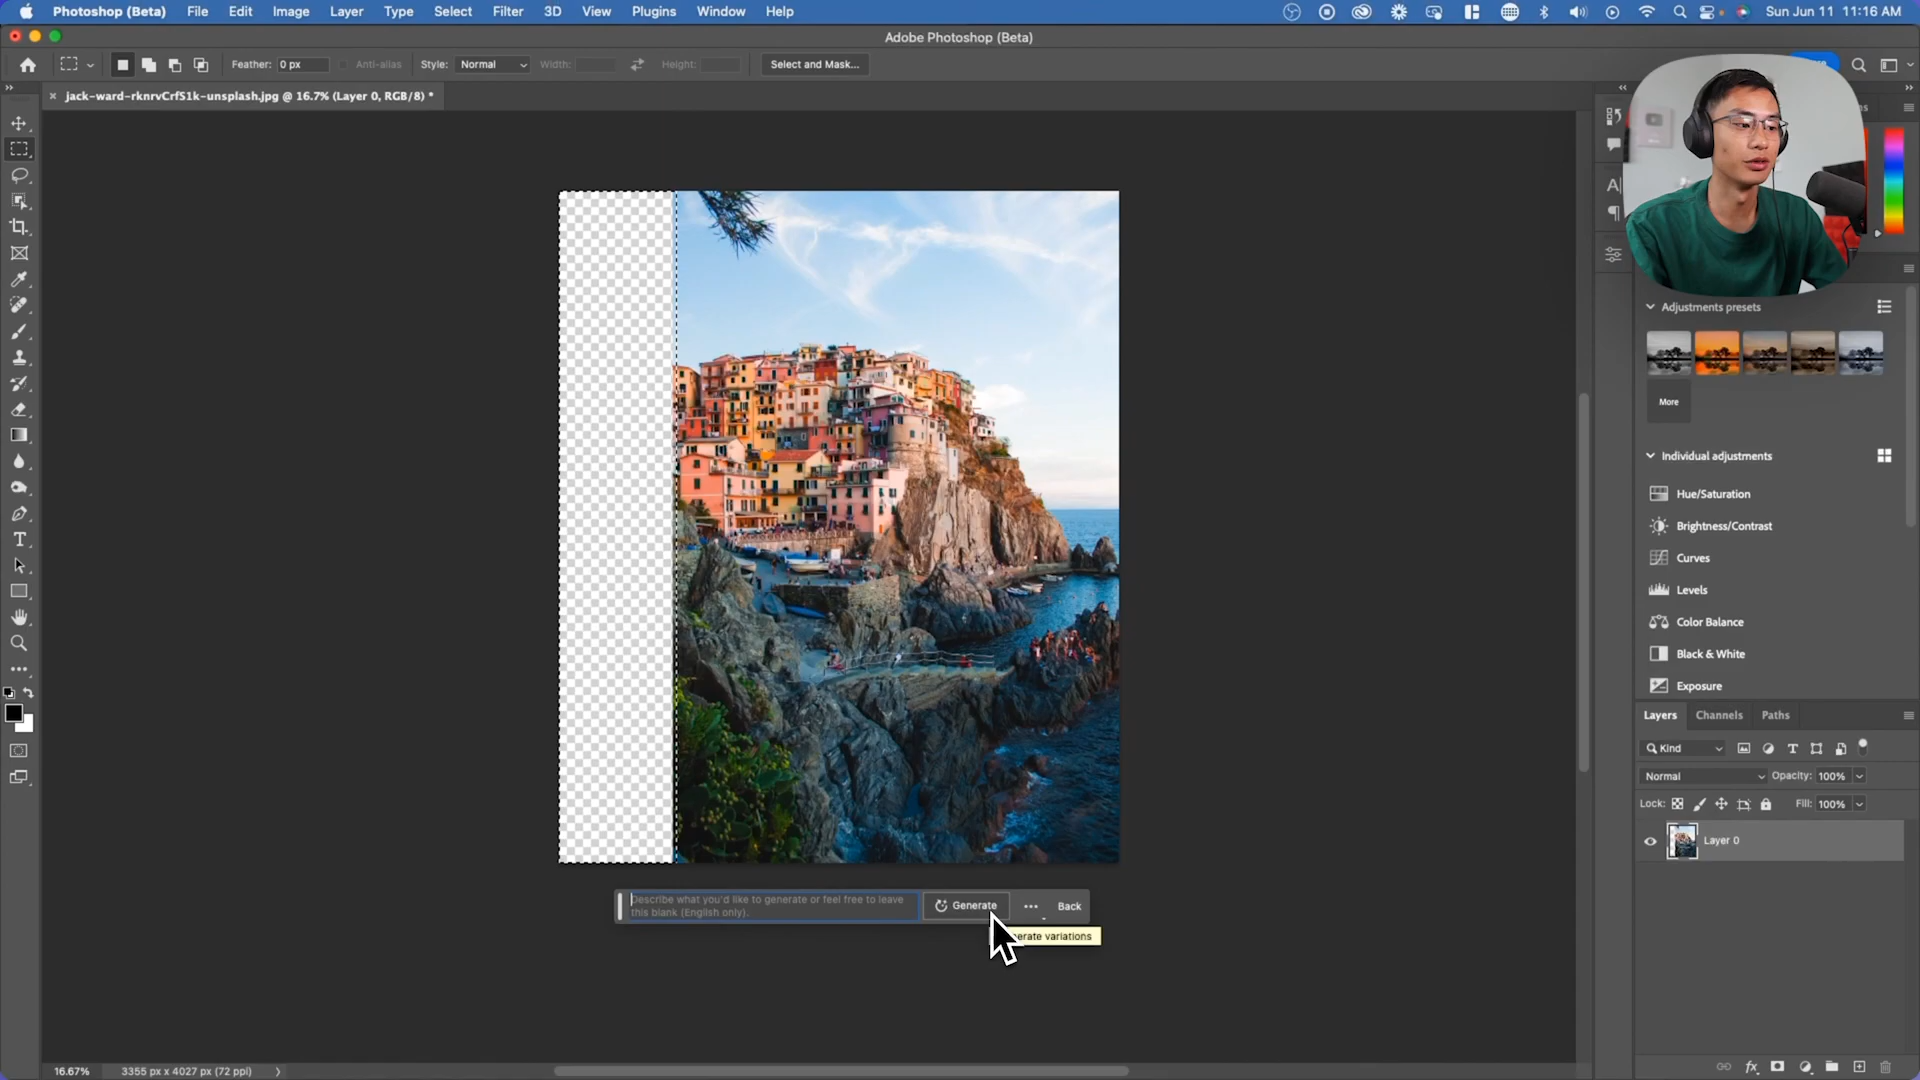 Photoshop (Beta) File Edit Image Layer Type Select Filter 3D View Plugins Window Help Sun Jun 11 11:16 AM
Adobe Photoshop (Beta)
Feather: 0 px Anti-alias Style: Normal Width: Height: Select and Mask...
jack-ward-rknrvCrfS1k-unsplash.jpg @ 16.7% (Layer 0, RGB/8) *
Adjustments presets
More
Individual adjustments
Hue/Saturation
Brightness/Contrast
Curves
Levels
Color Balance
Black & White
Exposure
Layers Channels Paths
Kind
Normal Opacity: 100%
Lock: Fill: 100%
Layer 0
Describe what you'd like to generate or feel free to leave
this blank (English only).
Generate ... Back
variations
16.67% 3355 px x 4027 px (72 ppi)